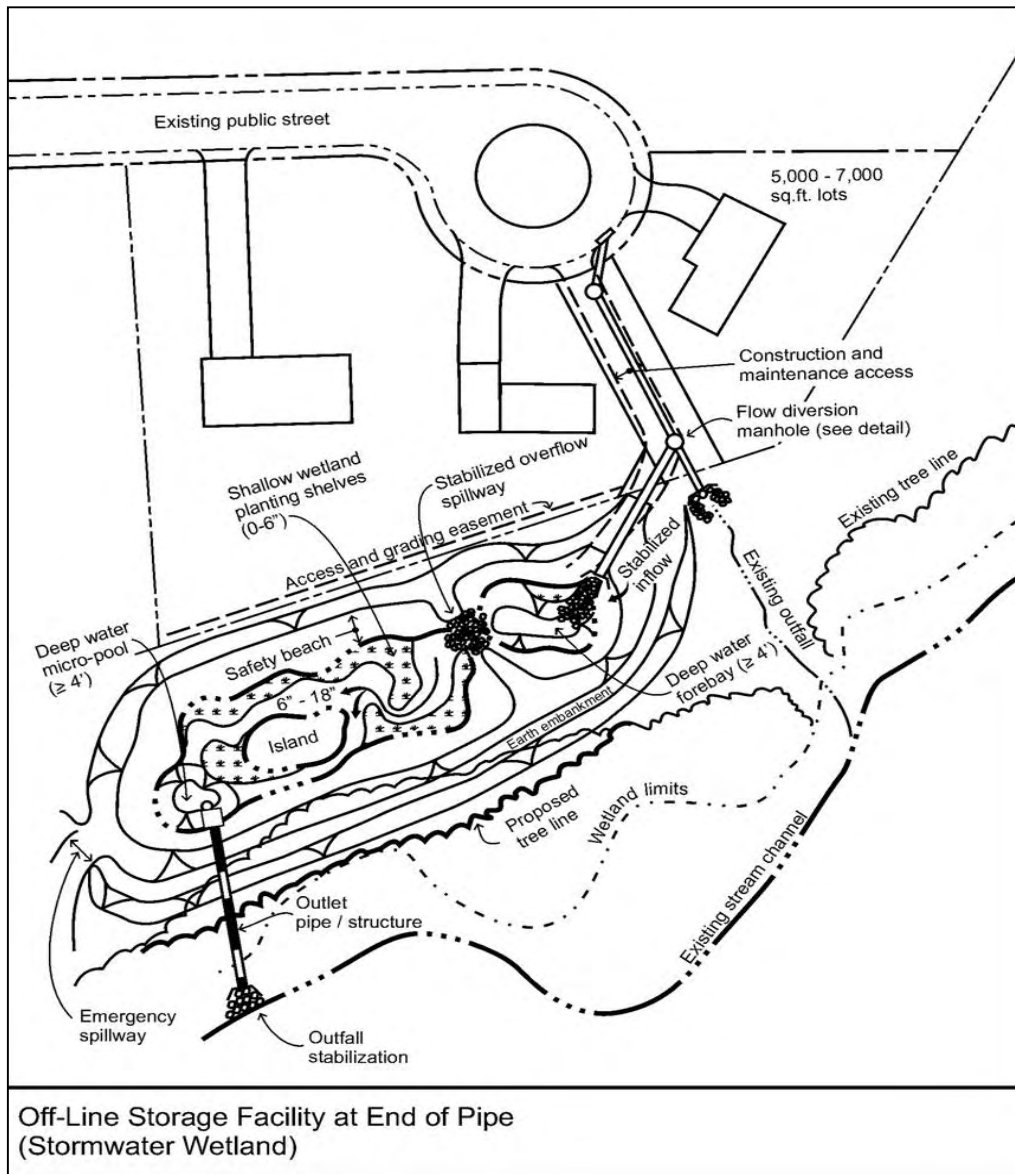 Existing public street
5,000 - 7,000
sq.ft. lots
Construction and
maintenance access
Flow diversion
manhole (see detail)
Existing tree line
Shallow wetland
planting shelves
(0-6")
Stabilized overflow
spillway
Access and grading easement
Stabilized
inflow
Existing outfall
Deep water
micro-pool
(≥ 4')
Safety beach
6" - 18"
Island
Deep water
forebay (≥ 4')
Earth embankment
Proposed
tree line
Wetland limits
Existing stream channel
Outlet
pipe / structure
Emergency
spillway
Outfall
stabilization
Off-Line Storage Facility at End of Pipe
(Stormwater Wetland)